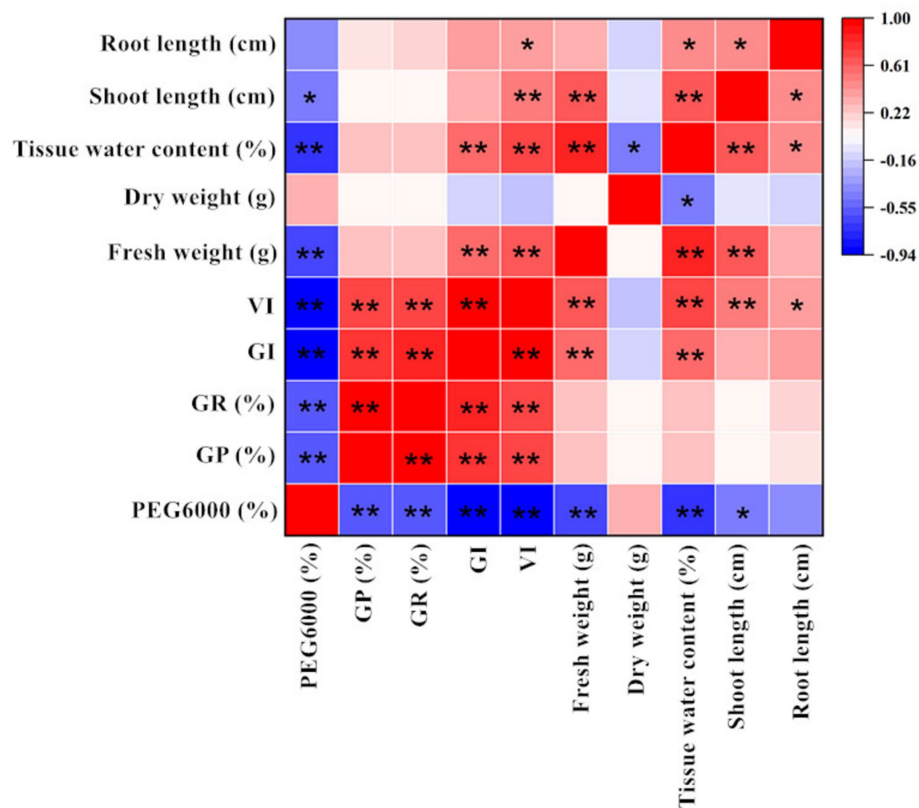 Root length (cm) * * *
Shoot length (cm) * ** ** ** *
Tissue water content (%) ** ** ** ** * ** *
Dry weight (g) *
Fresh weight (g) ** ** ** ** **
VI ** ** ** ** ** ** ** *
GI ** ** ** ** ** **
GR (%) ** ** ** **
GP (%) ** ** ** **
PEG6000 (%) ** ** ** ** ** ** *
PEG6000 (%)
GP (%)
GR (%)
GI
VI
Fresh weight (g)
Dry weight (g)
Tissue water content (%)
Shoot length (cm)
Root length (cm)
1.00
0.61
0.22
-0.16
-0.55
-0.94